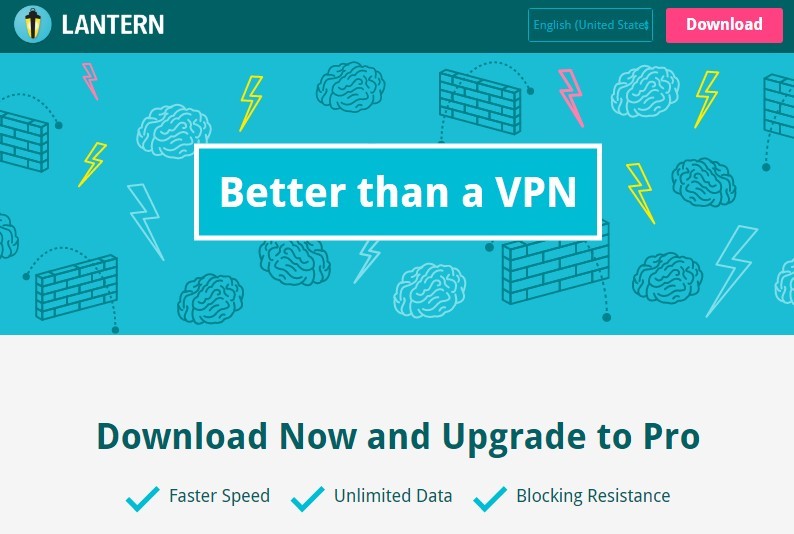 LANTERN
English (United States
Download
Better than a VPN
Download Now and Upgrade to Pro
Faster Speed
Unlimited Data
Blocking Resistance